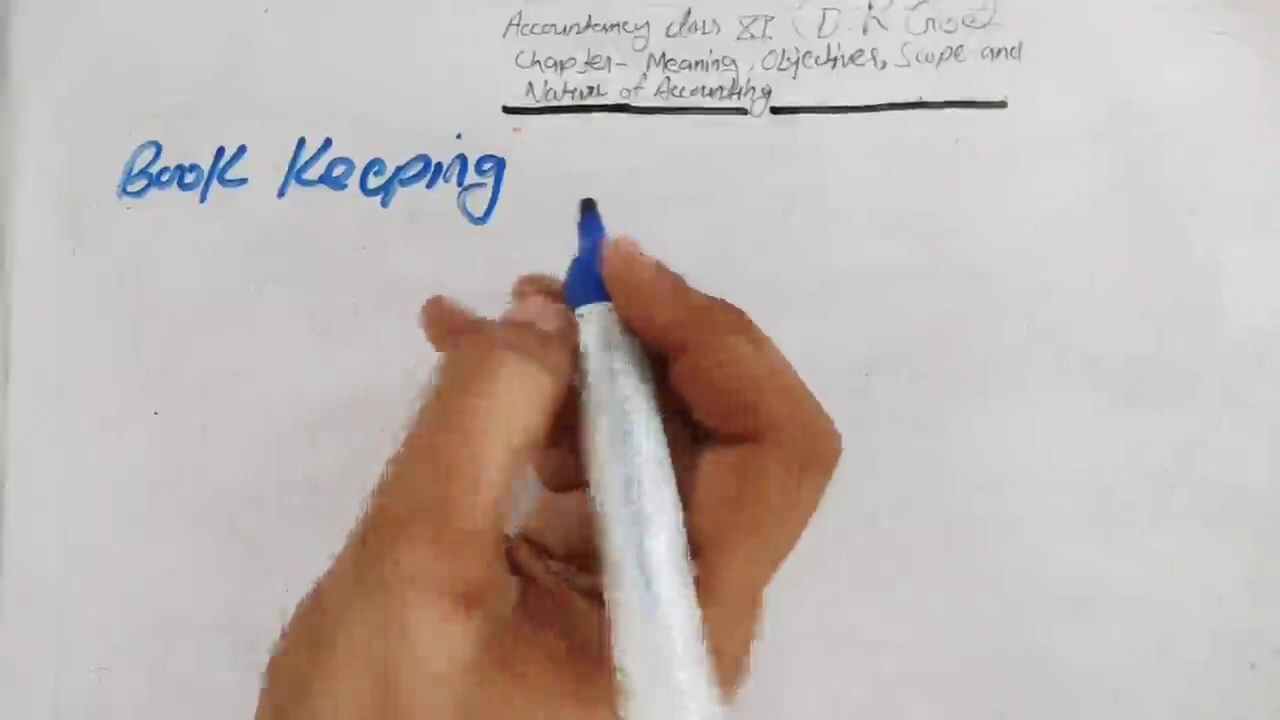 Accountancy class XI (D.K Goel)
Chapter- Meaning, Objectives, Scope and
Nature of Accounting
Book Keeping